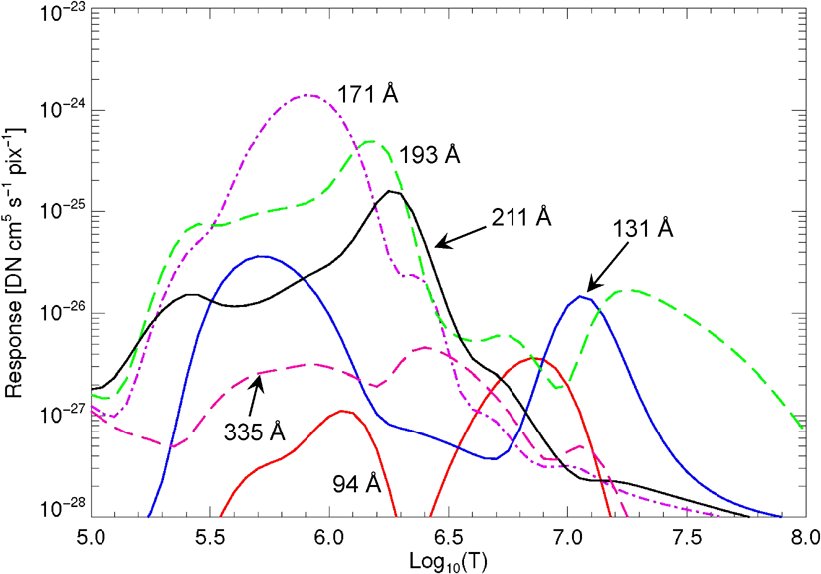 10⁻²³
10⁻²⁴
10⁻²⁵
10⁻²⁶
10⁻²⁷
10⁻²⁸
Response [DN cm⁵ s⁻¹ pix⁻¹]
171 Å
193 Å
211 Å
131 Å
335 Å
94 Å
5.0 5.5 6.0 6.5 7.0 7.5 8.0
Log₁₀(T)